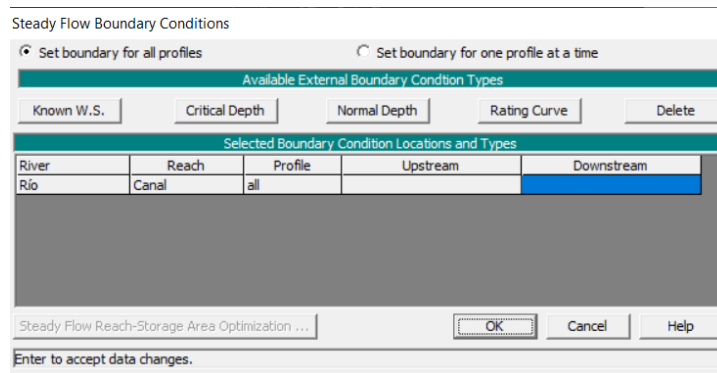 Steady Flow Boundary Conditions
Set boundary for all profiles Set boundary for one profile at a time
Available External Boundary Condtion Types
Known W.S. Critical Depth Normal Depth Rating Curve Delete
Selected Boundary Condition Locations and Types
River Reach Profile Upstream Downstream
Río Canal all
Steady Flow Reach-Storage Area Optimization ... OK Cancel Help
Enter to accept data changes.